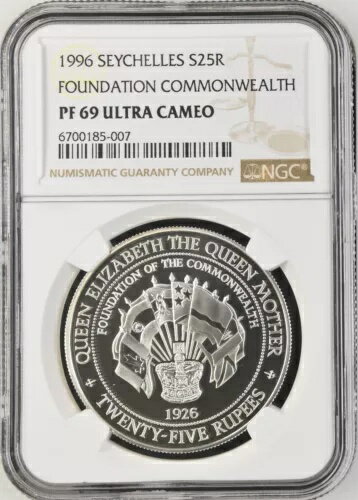 1996 SEYCHELLES S25R
FOUNDATION COMMONWEALTH
PF 69 ULTRA CAMEO
6700185-007
NUMISMATIC GUARANTY COMPANY
NGC
QUEEN ELIZABETH THE QUEEN MOTHER
FOUNDATION OF THE COMMONWEALTH
1926
TWENTY-FIVE RUPEES